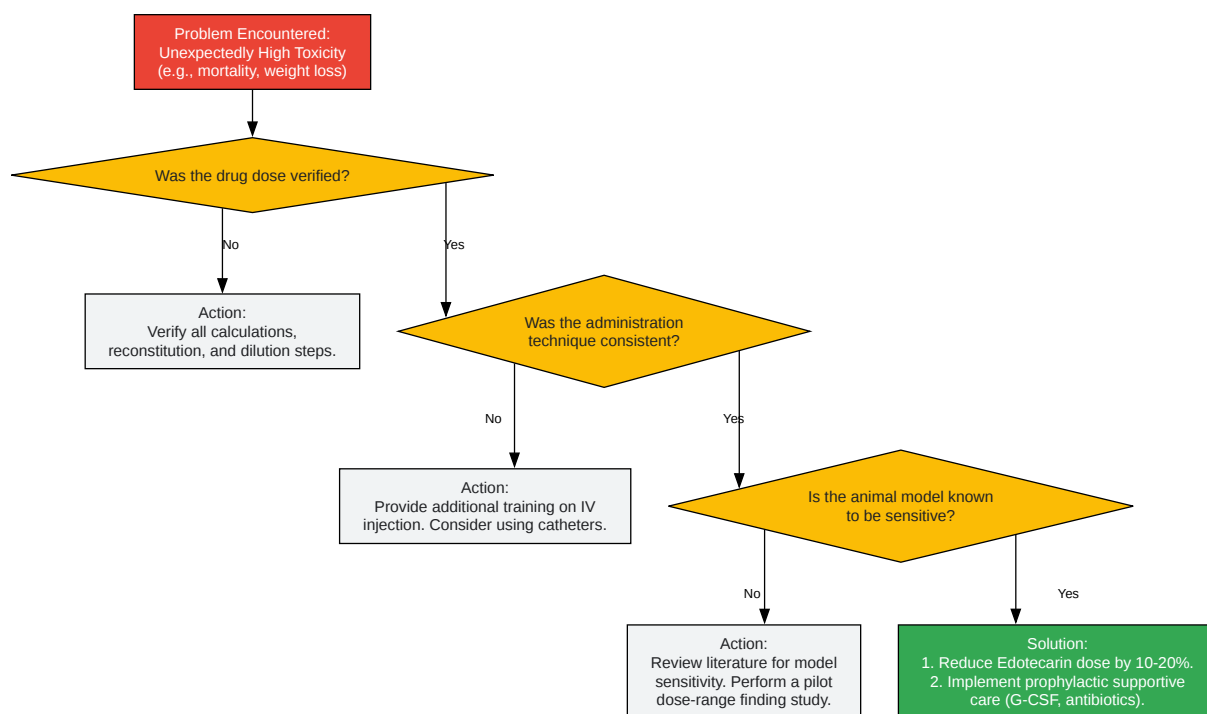 Problem Encountered:
Unexpectedly High Toxicity
(e.g., mortality, weight loss)
Was the drug dose verified?
No
Yes
Action:
Verify all calculations,
reconstitution, and dilution steps.
Was the administration
technique consistent?
No
Yes
Action:
Provide additional training on IV
injection. Consider using catheters.
Is the animal model known
to be sensitive?
No
Yes
Action:
Review literature for model
sensitivity. Perform a pilot
dose-range finding study.
Solution:
1. Reduce Edotecarin dose by 10-20%.
2. Implement prophylactic supportive
care (G-CSF, antibiotics).